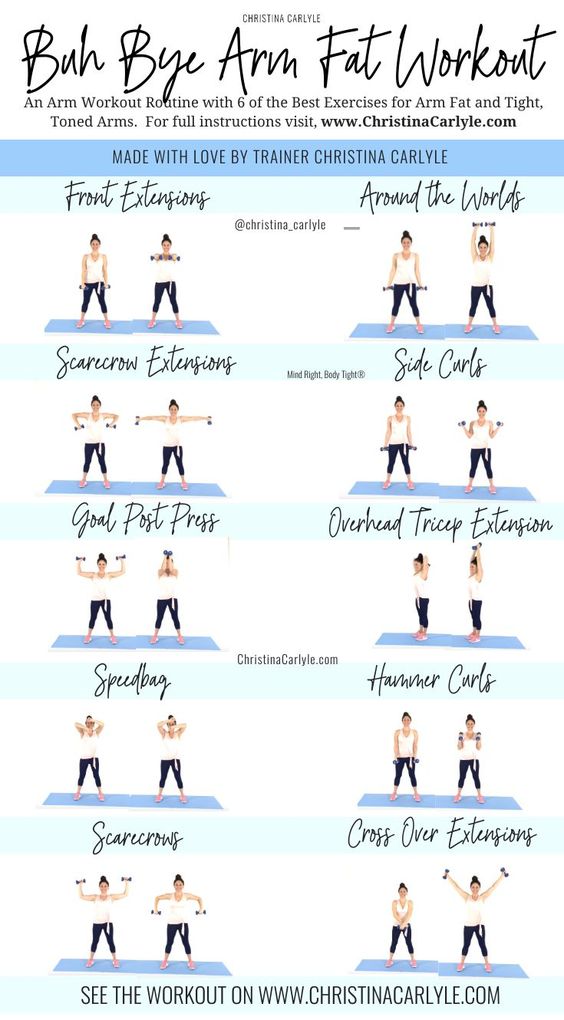 CHRISTINA CARLYLE
Buh Bye Arm Fat Workout
An Arm Workout Routine with 6 of the Best Exercises for Arm Fat and Tight,
Toned Arms. For full instructions visit, www.ChristinaCarlyle.com
MADE WITH LOVE BY TRAINER CHRISTINA CARLYLE
Front Extensions
Around the Worlds
@christina_carlyle
Scarecrow Extensions
Mind Right, Body Tight®
Side Curls
Goal Post Press
Overhead Tricep Extension
ChristinaCarlyle.com
Speedbag
Hammer Curls
Scarecrows
Cross Over Extensions
SEE THE WORKOUT ON WWW.CHRISTINACARLYLE.COM